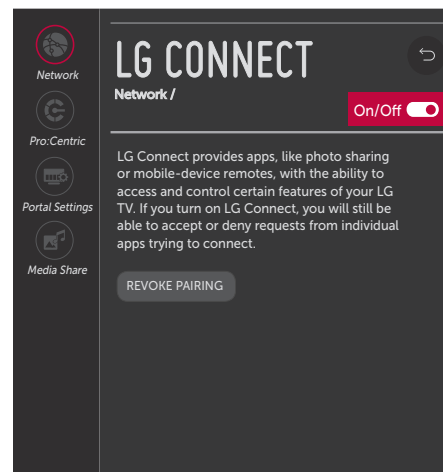 Network
Pro:Centric
Portal Settings
Media Share
LG CONNECT
Network /
On/Off
LG Connect provides apps, like photo sharing
or mobile-device remotes, with the ability to
access and control certain features of your LG
TV. If you turn on LG Connect, you will still be
able to accept or deny requests from individual
apps trying to connect.
REVOKE PAIRING